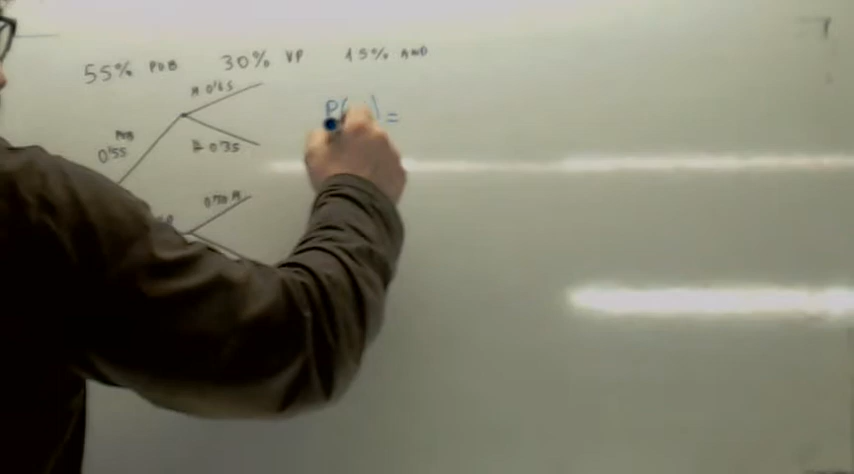 55% POB 30% VP 15% AND
M 0'65
POB
0'55
0'35
0'70 M
P( ) =